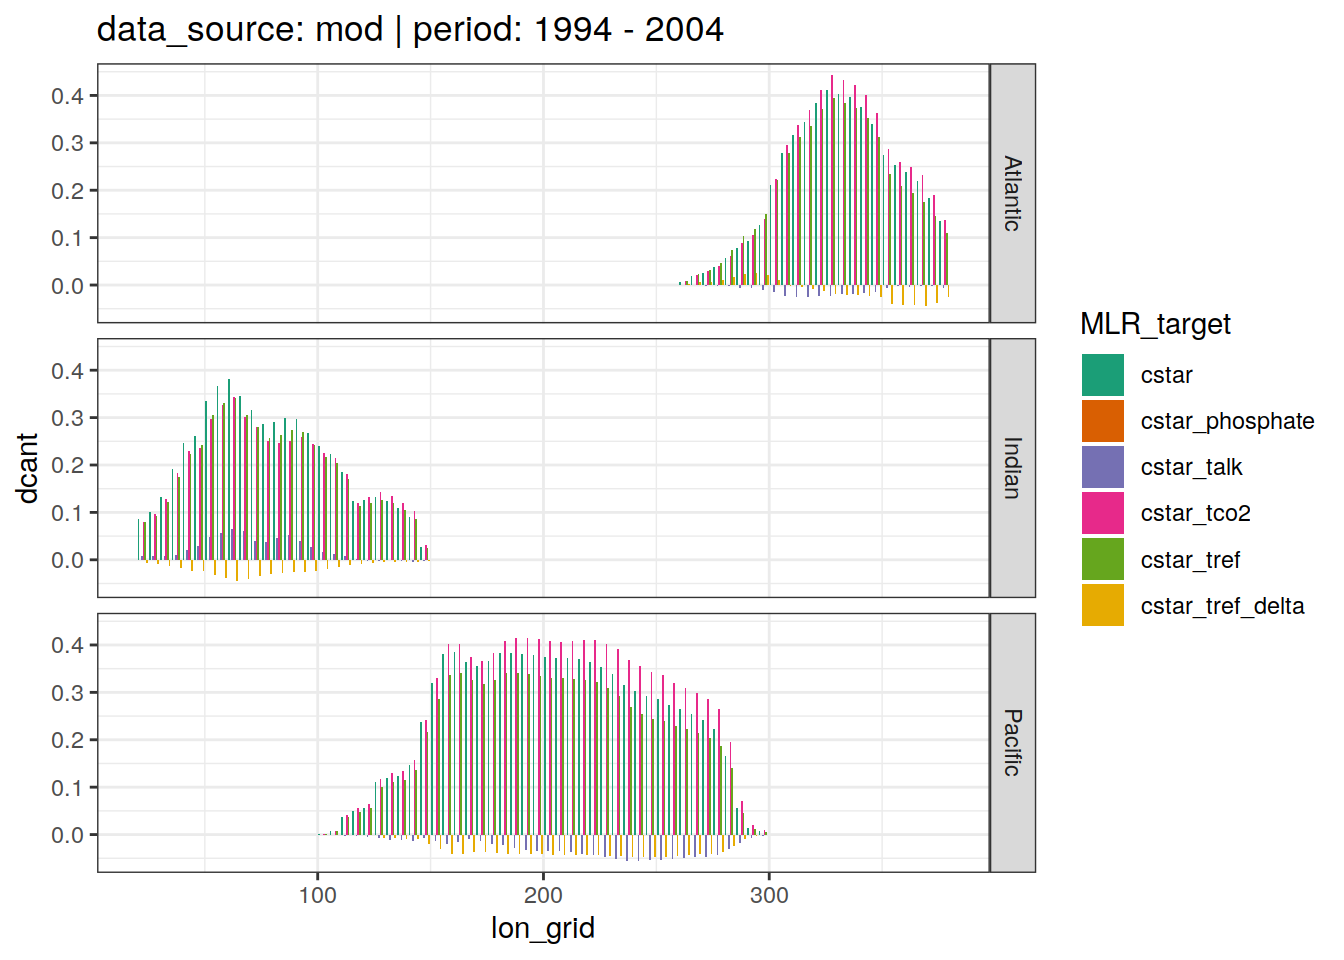 data_source: mod | period: 1994 - 2004
0.4
0.3
0.2
0.1
0.0
Atlantic
0.4
0.3
0.2
0.1
0.0
Indian
0.4
0.3
0.2
0.1
0.0
Pacific
100 200 300
lon_grid
dcant
MLR_target
cstar
cstar_phosphate
cstar_talk
cstar_tco2
cstar_tref
cstar_tref_delta